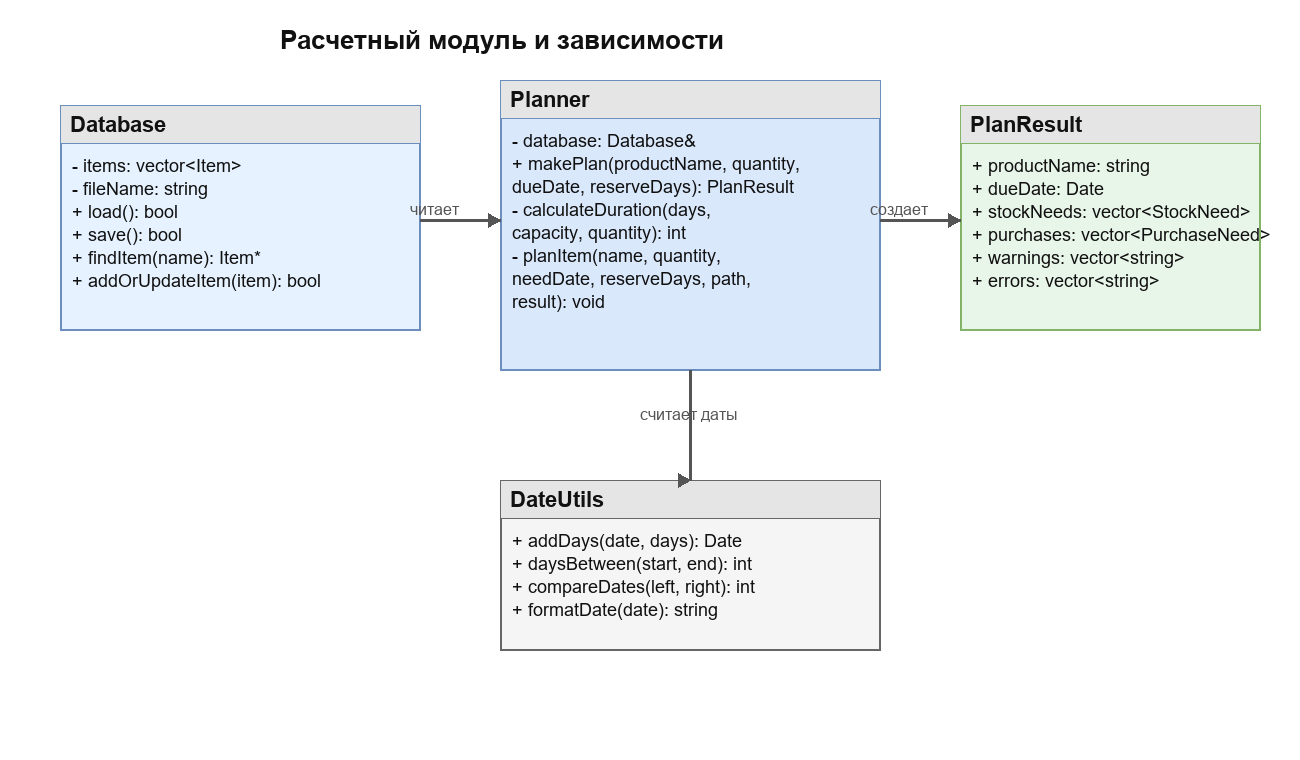 Расчетный модуль и зависимости
Database
- items: vector<Item>
- fileName: string
+ load(): bool
+ save(): bool
+ findItem(name): Item*
+ addOrUpdateItem(item): bool
читает
Planner
- database: Database&
+ makePlan(productName, quantity,
dueDate, reserveDays): PlanResult
- calculateDuration(days,
capacity, quantity): int
- planItem(name, quantity,
needDate, reserveDays, path,
result): void
создает
PlanResult
+ productName: string
+ dueDate: Date
+ stockNeeds: vector<StockNeed>
+ purchases: vector<PurchaseNeed>
+ warnings: vector<string>
+ errors: vector<string>
считает даты
DateUtils
+ addDays(date, days): Date
+ daysBetween(start, end): int
+ compareDates(left, right): int
+ formatDate(date): string